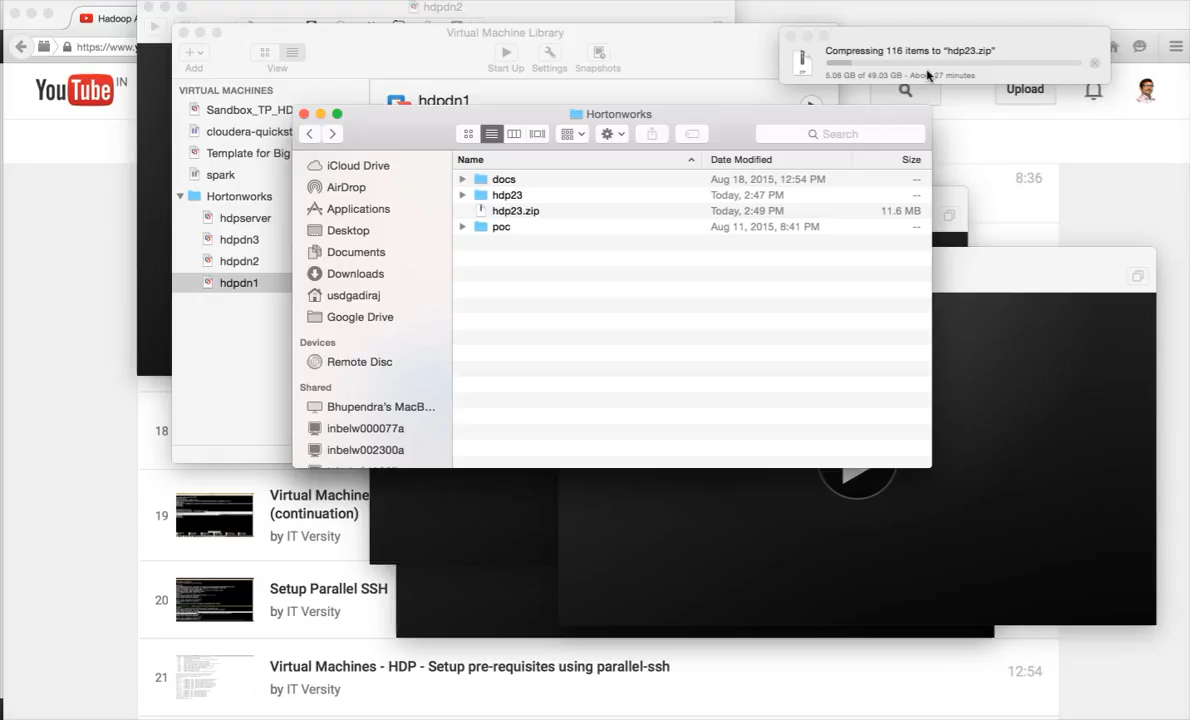 hdpdn2
Hadoop A
Virtual Machine Library
Add
View
Start Up
Settings
Snapshots
Compressing 116 items to “hdp23.zip”
5.06 GB of 49.03 GB - About 27 minutes
https://www.y
You Tube IN
Upload
VIRTUAL MACHINES
Sandbox_TP_HD
cloudera-quickst
Template for Big
spark
Hortonworks
hdpserver
hdpdn3
hdpdn2
hdpdn1
hdpdn1
Hortonworks
Search
iCloud Drive
AirDrop
Applications
Desktop
Documents
Downloads
usdgadiraj
Google Drive
Devices
Remote Disc
Shared
Bhupendra's MacB...
inbelw000077a
inbelw002300a
Name Date Modified Size
docs Aug 18, 2015, 12:54 PM --
hdp23 Today, 2:47 PM --
hdp23.zip Today, 2:49 PM 11.6 MB
poc Aug 11, 2015, 8:41 PM --
8:36
18
19
Virtual Machine
(continuation)
by IT Versity
20
Setup Parallel SSH
by IT Versity
21
Virtual Machines - HDP - Setup pre-requisites using parallel-ssh
by IT Versity
12:54